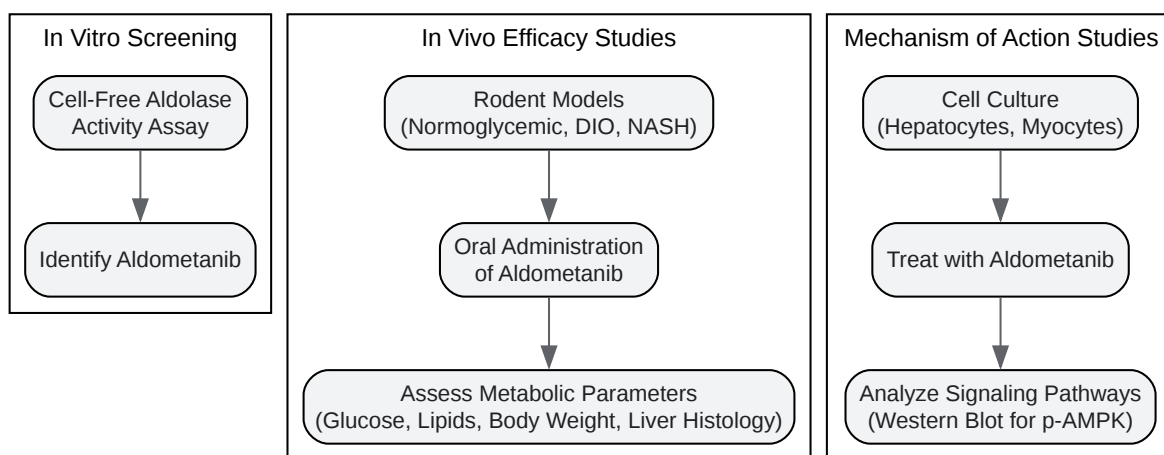 In Vitro Screening
Cell-Free Aldolase
Activity Assay
Identify Aldometanib
In Vivo Efficacy Studies
Rodent Models
(Normoglycemic, DIO, NASH)
Oral Administration
of Aldometanib
Assess Metabolic Parameters
(Glucose, Lipids, Body Weight, Liver Histology)
Mechanism of Action Studies
Cell Culture
(Hepatocytes, Myocytes)
Treat with Aldometanib
Analyze Signaling Pathways
(Western Blot for p-AMPK)